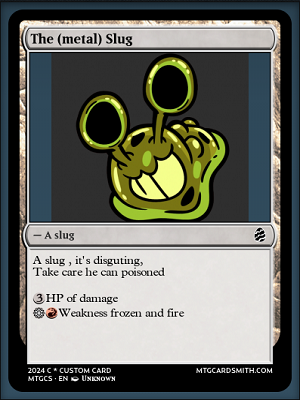 The (metal) Slug
— A slug
A slug , it's disguting,
Take care he can poisoned
3 HP of damage
Weakness frozen and fire
2024 C * CUSTOM CARD
MTGCARDSMITH.COM
MTGCS · EN Unknown